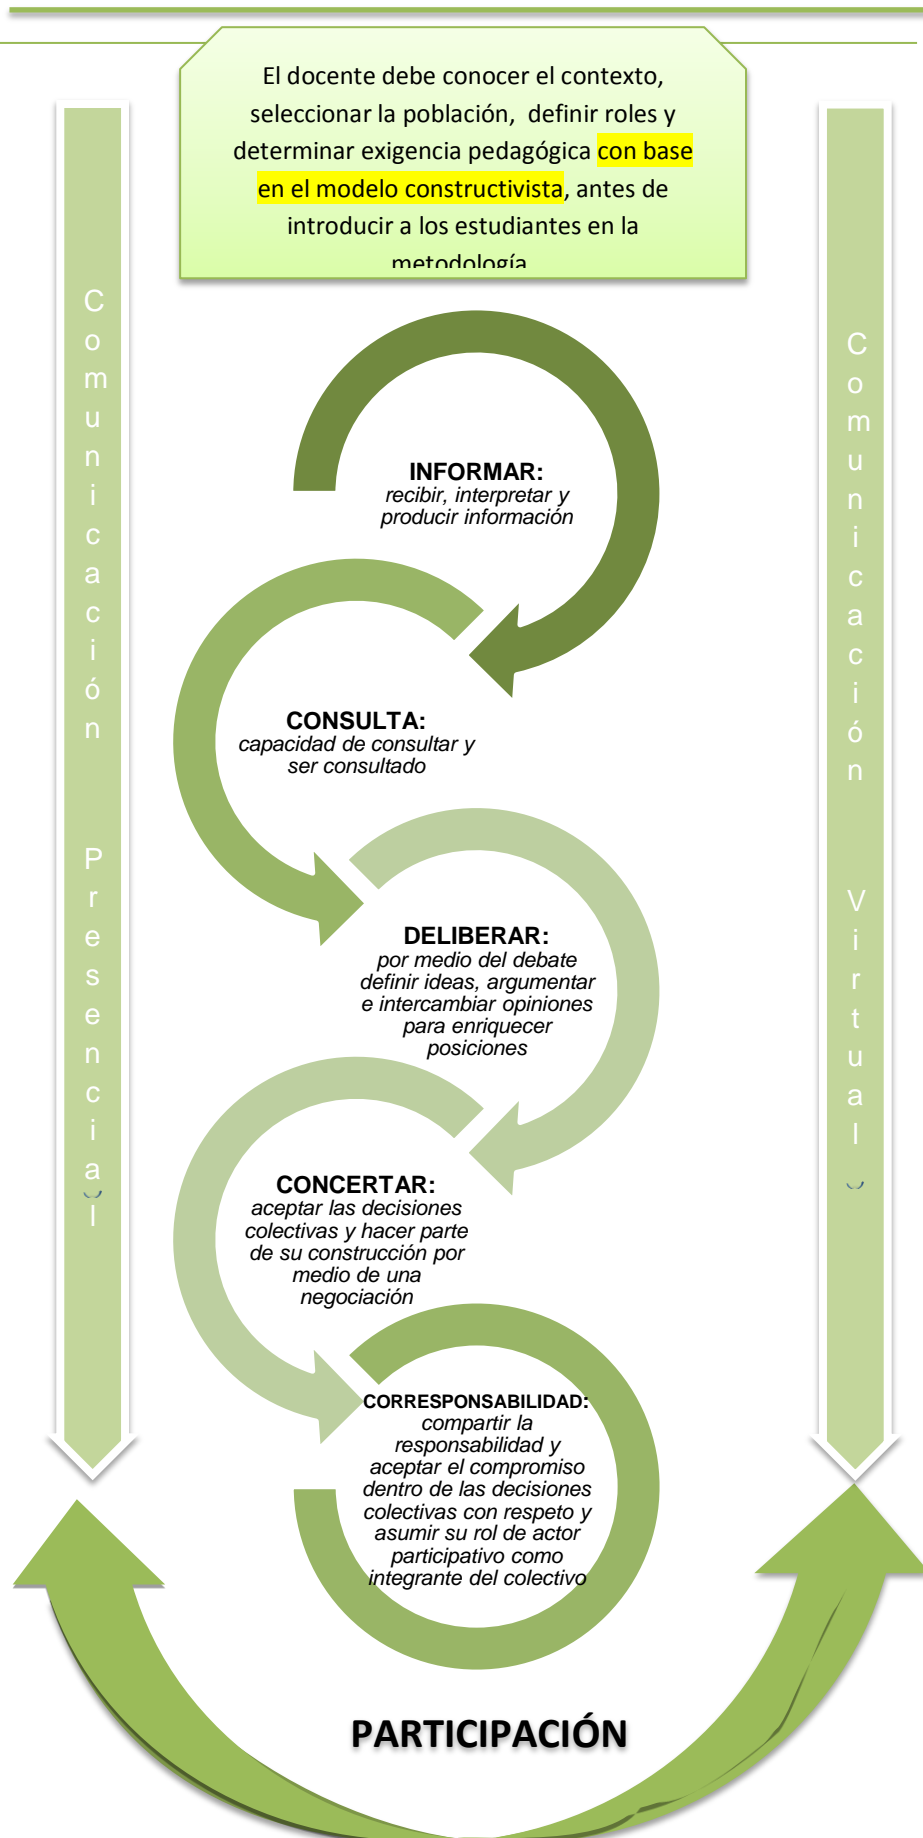 El docente debe conocer el contexto,
seleccionar la población, definir roles y
determinar exigencia pedagógica con base
en el modelo constructivista, antes de
introducir a los estudiantes en la
metodología
Comunicación Presencial
Comunicación Virtual
INFORMAR:
recibir, interpretar y
producir información
CONSULTA:
capacidad de consultar y
ser consultado
DELIBERAR:
por medio del debate
definir ideas, argumentar
e intercambiar opiniones
para enriquecer
posiciones
CONCERTAR:
aceptar las decisiones
colectivas y hacer parte
de su construcción por
medio de una
negociación
CORRESPONSABILIDAD:
compartir la
responsabilidad y
aceptar el compromiso
dentro de las decisiones
colectivas con respeto y
asumir su rol de actor
participativo como
integrante del colectivo
PARTICIPACIÓN